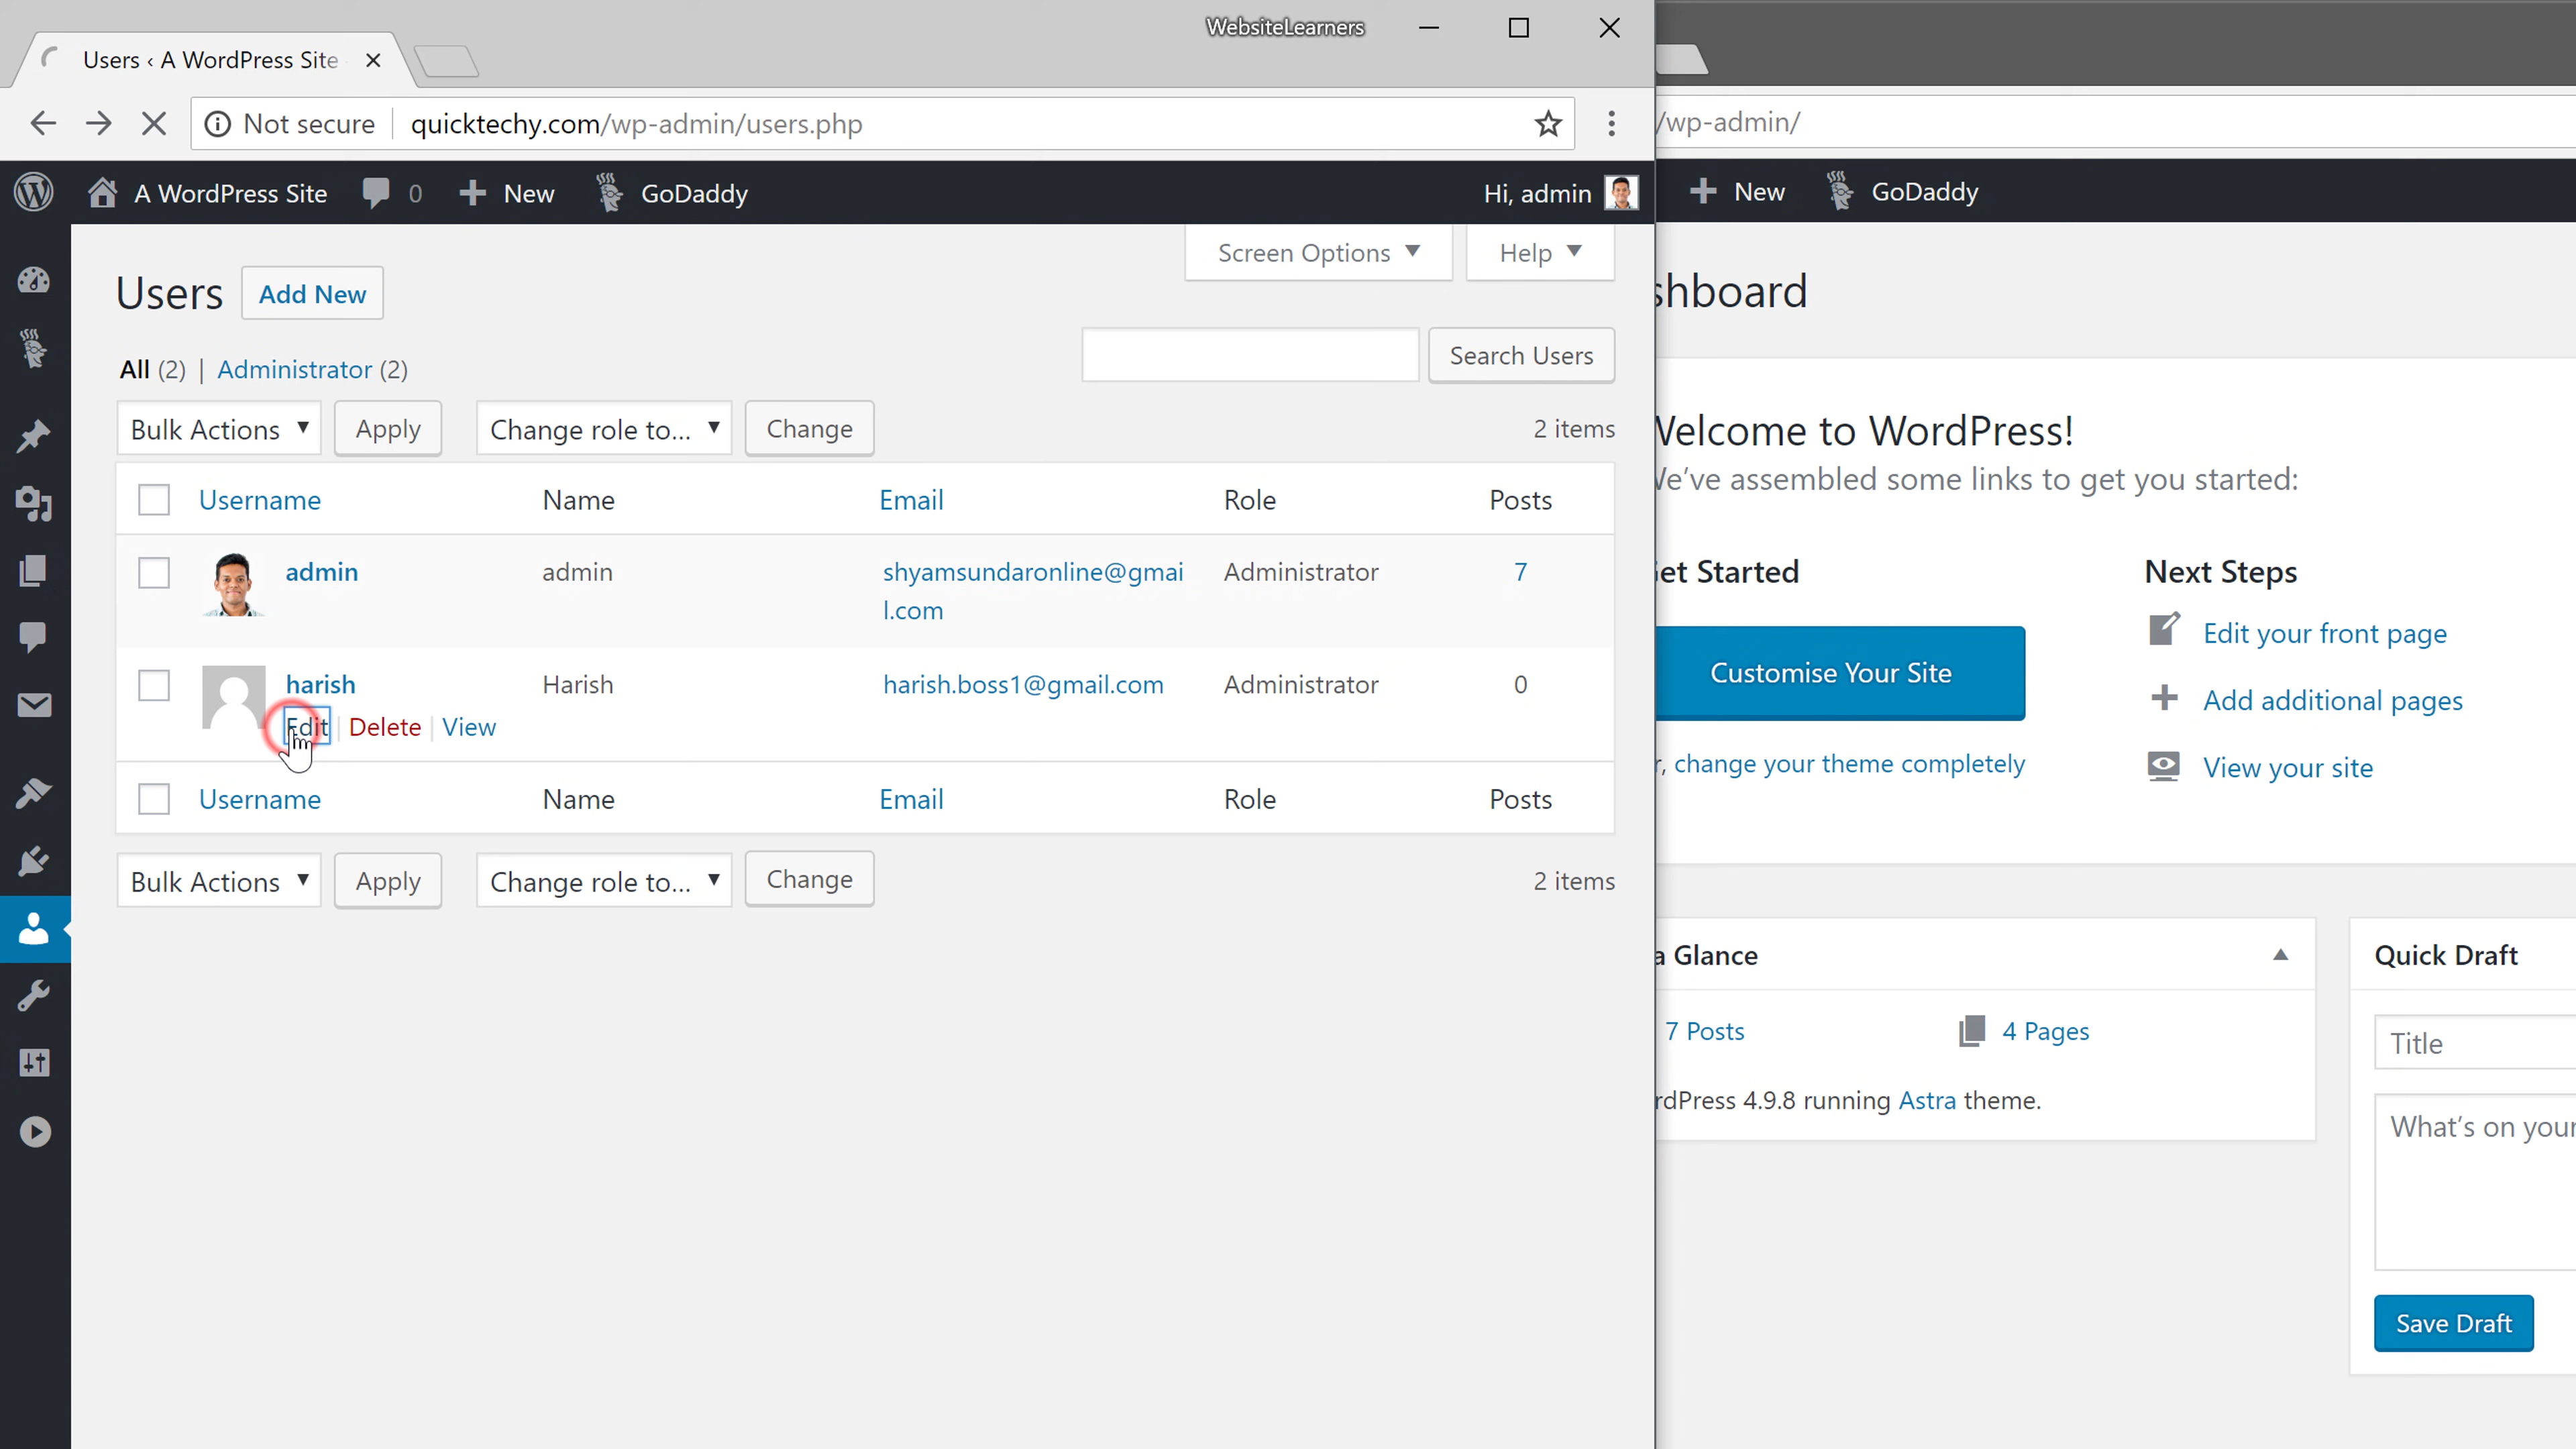 WebsiteLearners
Users ‹ A WordPress Site
Not secure
quicktechy.com/wp-admin/users.php
A WordPress Site
0
New
GoDaddy
Hi, admin
Screen Options
Help
Users
Add New
Search Users
All (2) | Administrator (2)
Bulk Actions
Apply
Change role to...
Change
2 items
Username Name Email Role Posts
admin admin shyamsundaronline@gmai Administrator 7
l.com
harish Harish harish.boss1@gmail.com Administrator 0
Edit | Delete | View
Username Name Email Role Posts
Bulk Actions
Apply
Change role to...
Change
2 items
/wp-admin/
New
GoDaddy
shboard
Welcome to WordPress!
We've assembled some links to get you started:
Get Started
Customise Your Site
r, change your theme completely
Next Steps
Edit your front page
Add additional pages
View your site
a Glance
7 Posts
4 Pages
rdPress 4.9.8 running Astra theme.
Quick Draft
Title
What's on your
Save Draft